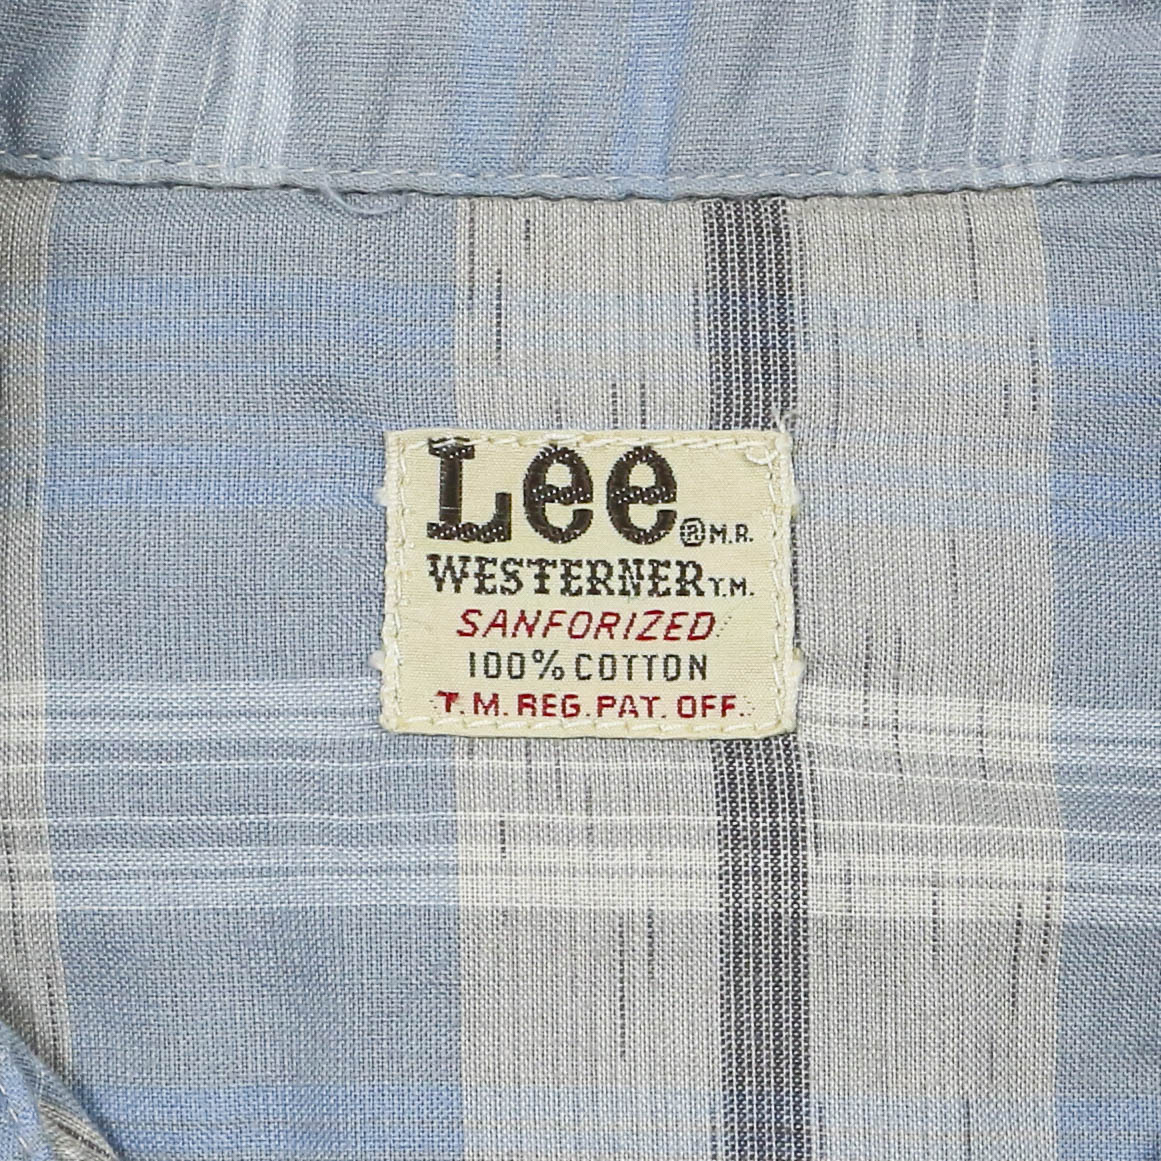 Lee® M.R.
WESTERNER T.M.
SANFORIZED
100% COTTON
T.M. REG. PAT. OFF.